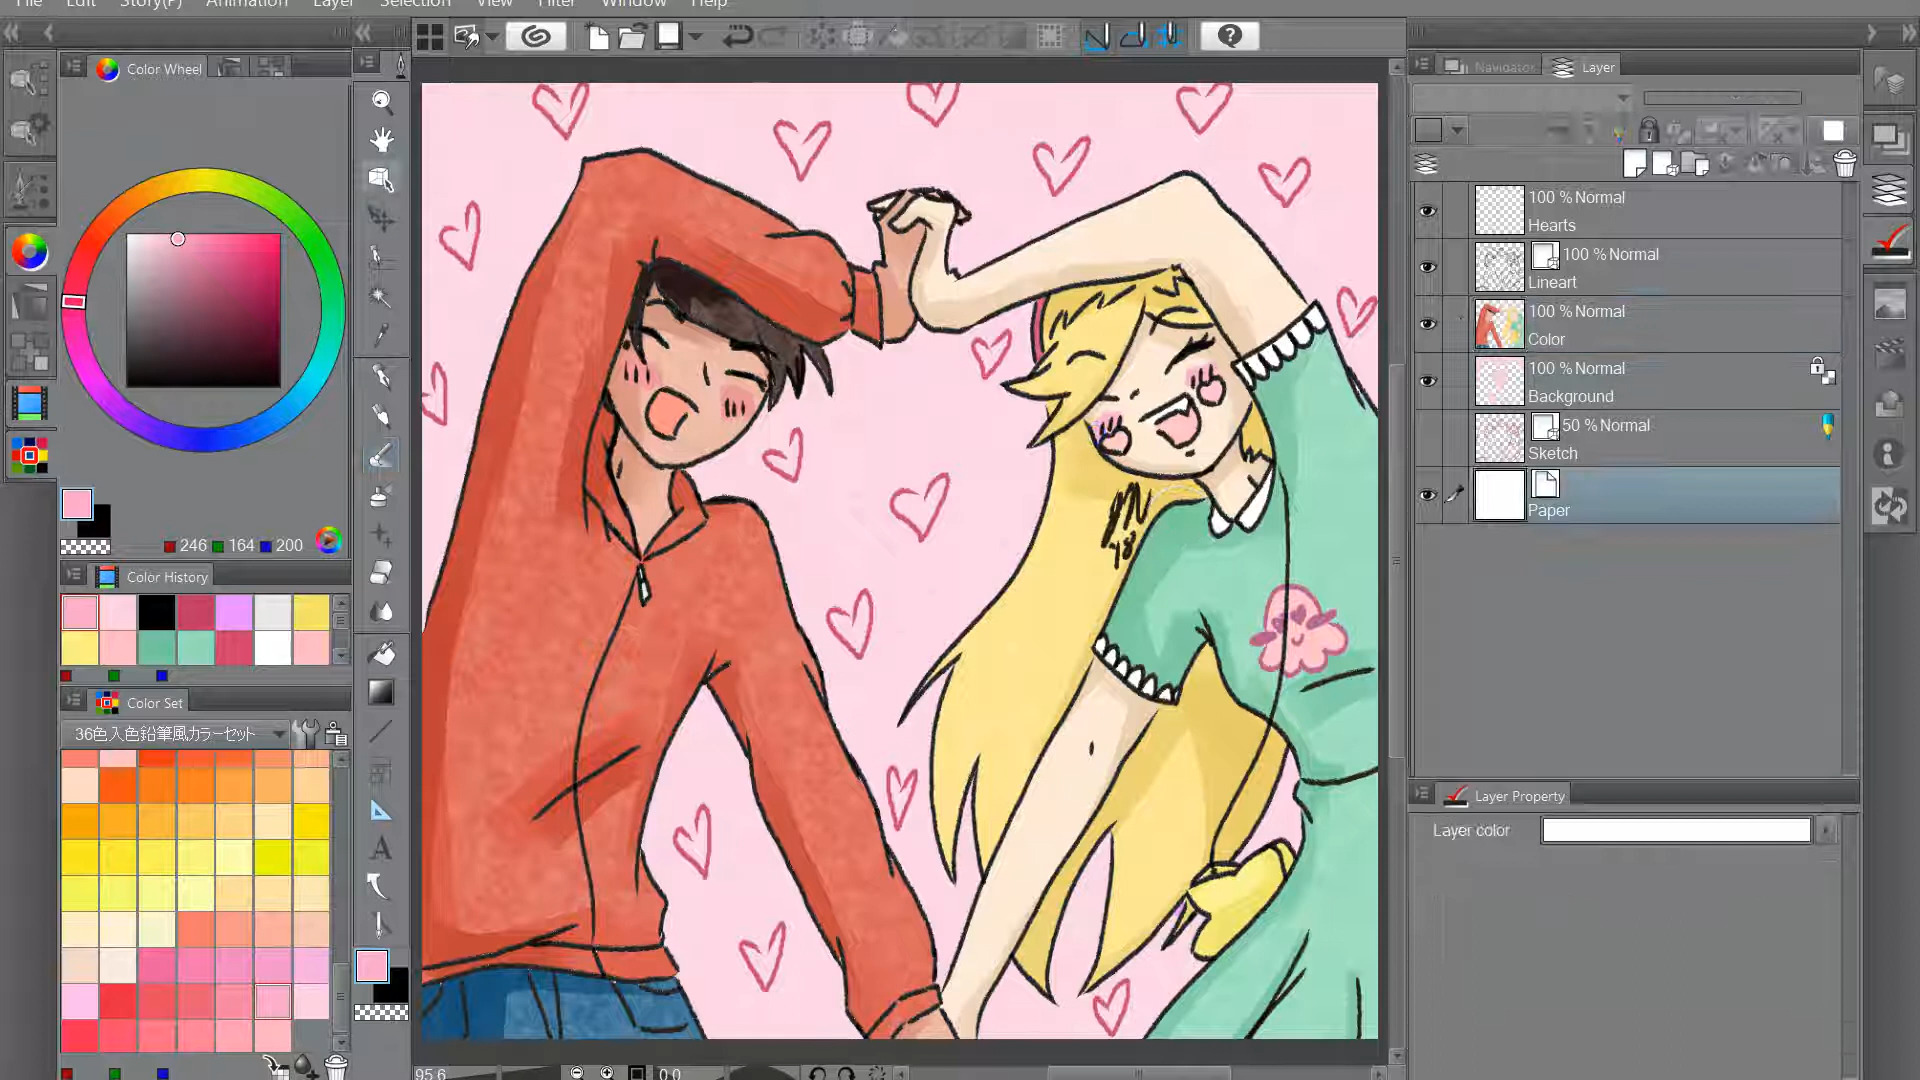 File Edit Story(P) Animation Layer Selection View Filter Window Help
Color Wheel
Navigator
Layer
100 % Normal
Hearts
100 % Normal
Lineart
100 % Normal
Color
100 % Normal
Background
50 % Normal
Sketch
Paper
246 164 200
Color History
Color Set
36色入色鉛筆風カラーセット
Layer Property
Layer color
A
95.6
0.0